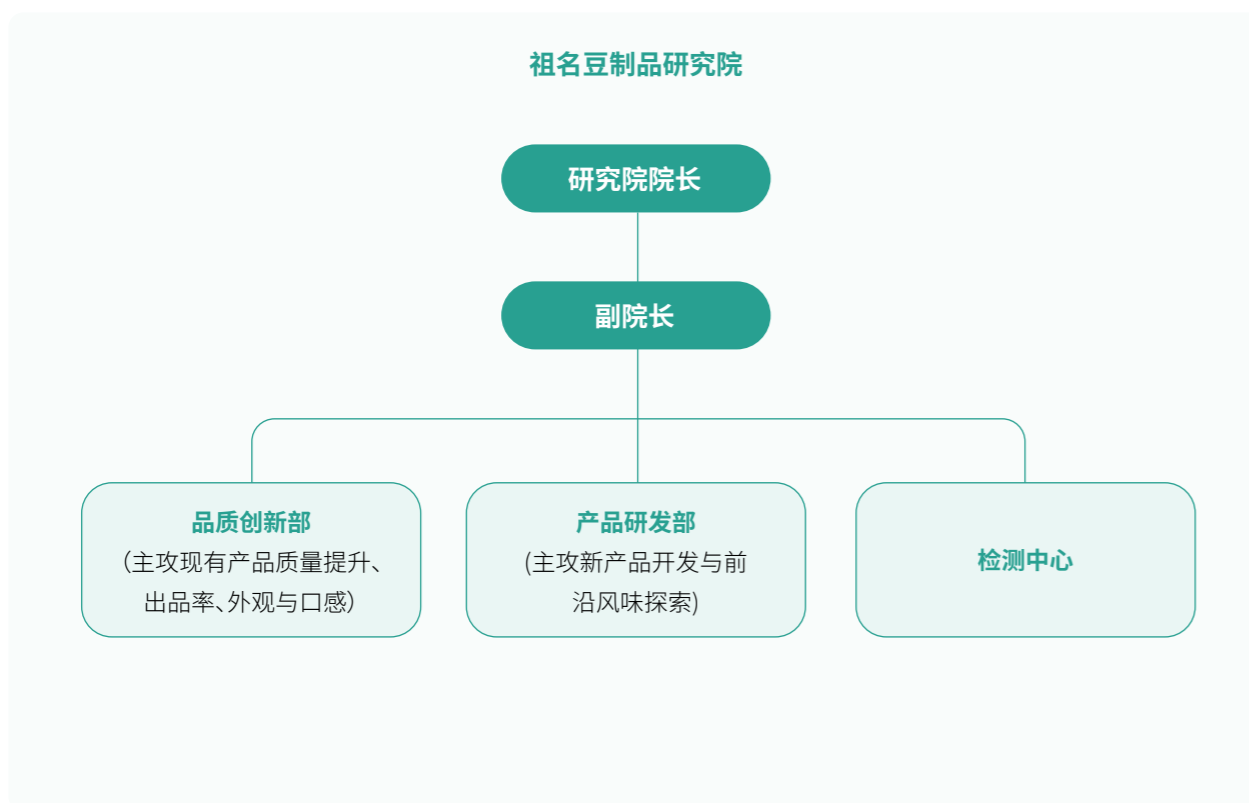 祖名豆制品研究院
研究院院长
副院长
品质创新部
（主攻现有产品质量提升、
出品率、外观与口感）
产品研发部
(主攻新产品开发与前
沿风味探索)
检测中心